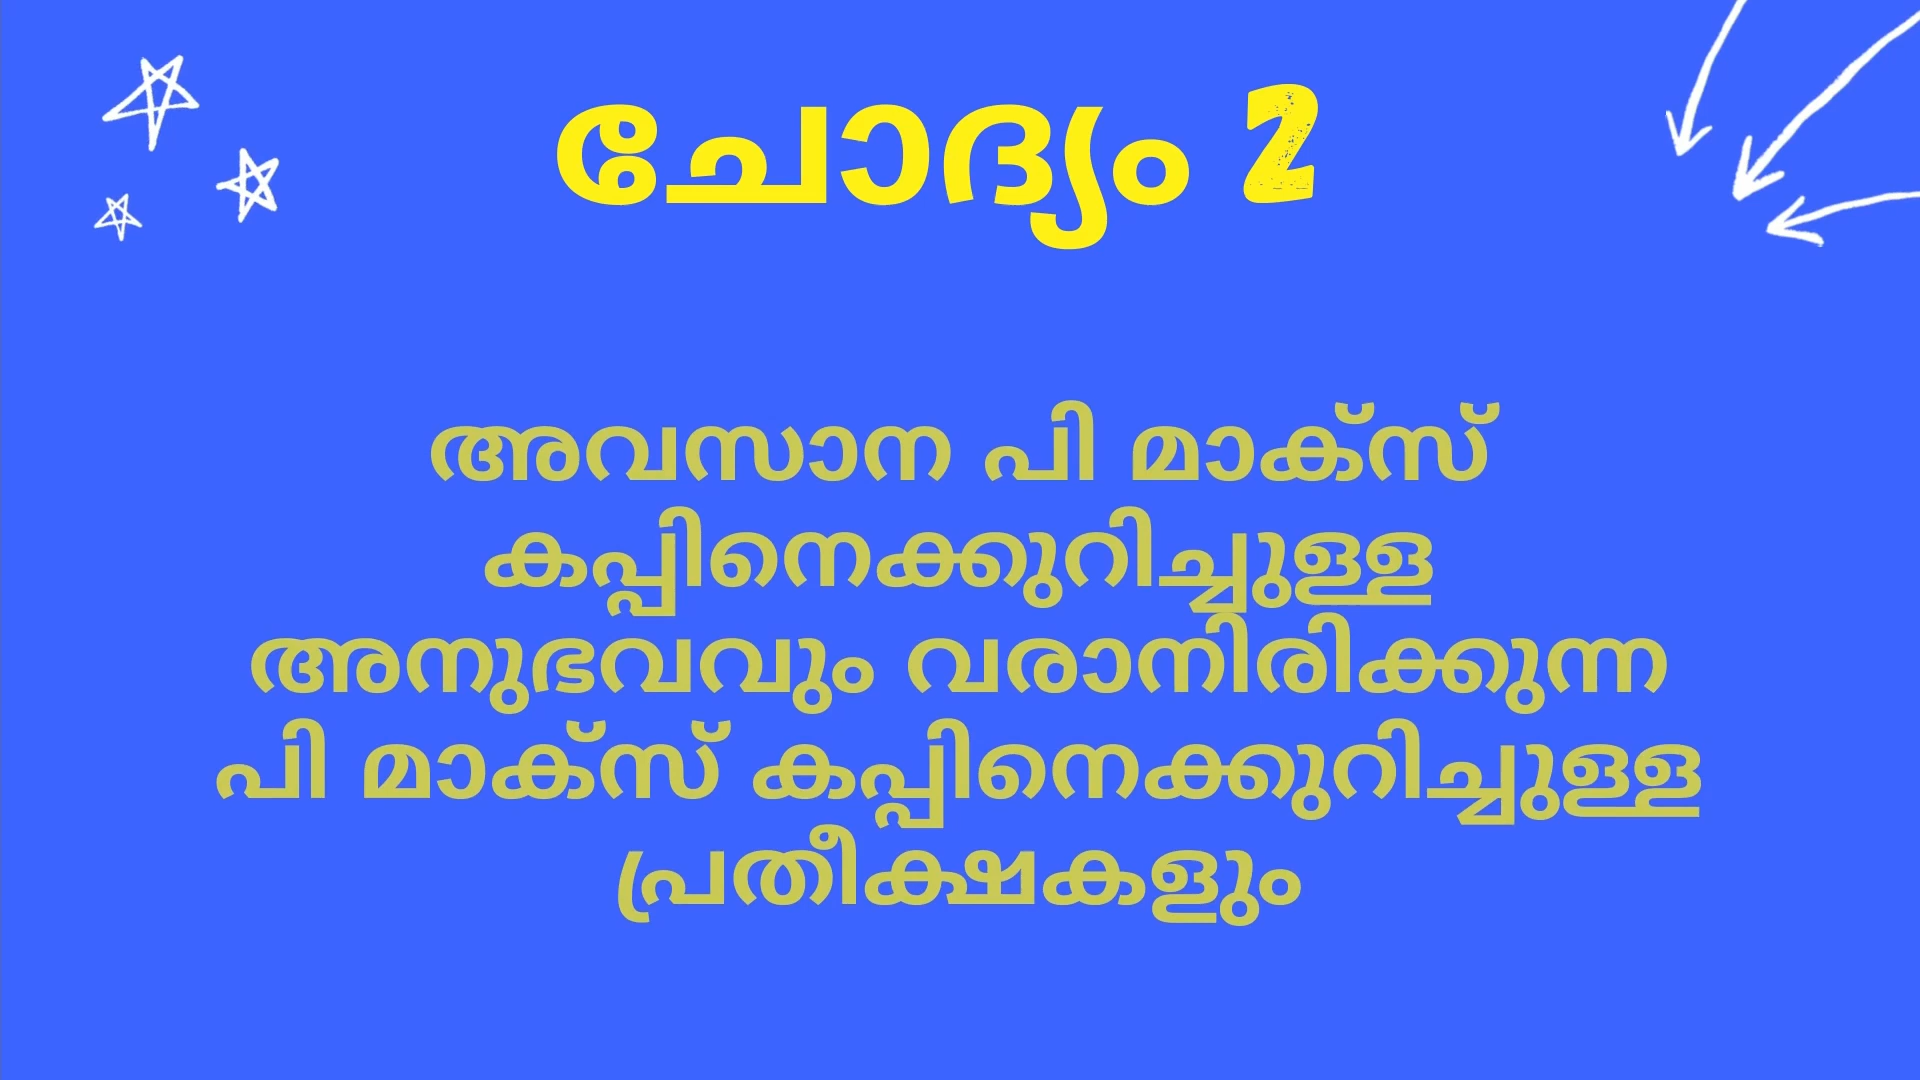 ചോദ്യം 2
അവസാന പി മാക്സ്
കപ്പിനെക്കുറിച്ചുള്ള
അനുഭവവും വരാനിരിക്കുന്ന
പി മാക്സ് കപ്പിനെക്കുറിച്ചുള്ള
പ്രതീക്ഷകളും